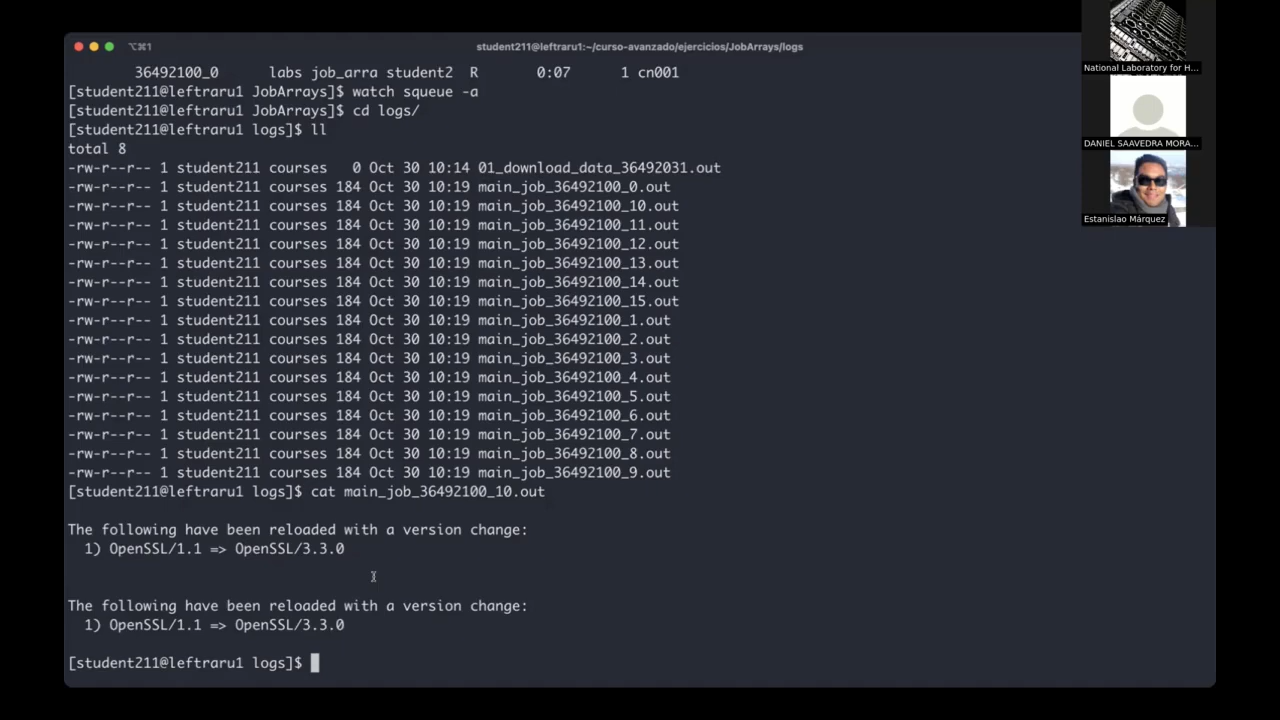 ⌥⌘1
student211@leftraru1:~/curso-avanzado/ejercicios/JobArrays/logs
36492100_0 labs job_arra student2 R 0:07 1 cn001
[student211@leftraru1 JobArrays]$ watch squeue -a
[student211@leftraru1 JobArrays]$ cd logs/
[student211@leftraru1 logs]$ ll
total 8
-rw-r--r-- 1 student211 courses 0 Oct 30 10:14 01_download_data_36492031.out
-rw-r--r-- 1 student211 courses 184 Oct 30 10:19 main_job_36492100_0.out
-rw-r--r-- 1 student211 courses 184 Oct 30 10:19 main_job_36492100_10.out
-rw-r--r-- 1 student211 courses 184 Oct 30 10:19 main_job_36492100_11.out
-rw-r--r-- 1 student211 courses 184 Oct 30 10:19 main_job_36492100_12.out
-rw-r--r-- 1 student211 courses 184 Oct 30 10:19 main_job_36492100_13.out
-rw-r--r-- 1 student211 courses 184 Oct 30 10:19 main_job_36492100_14.out
-rw-r--r-- 1 student211 courses 184 Oct 30 10:19 main_job_36492100_15.out
-rw-r--r-- 1 student211 courses 184 Oct 30 10:19 main_job_36492100_1.out
-rw-r--r-- 1 student211 courses 184 Oct 30 10:19 main_job_36492100_2.out
-rw-r--r-- 1 student211 courses 184 Oct 30 10:19 main_job_36492100_3.out
-rw-r--r-- 1 student211 courses 184 Oct 30 10:19 main_job_36492100_4.out
-rw-r--r-- 1 student211 courses 184 Oct 30 10:19 main_job_36492100_5.out
-rw-r--r-- 1 student211 courses 184 Oct 30 10:19 main_job_36492100_6.out
-rw-r--r-- 1 student211 courses 184 Oct 30 10:19 main_job_36492100_7.out
-rw-r--r-- 1 student211 courses 184 Oct 30 10:19 main_job_36492100_8.out
-rw-r--r-- 1 student211 courses 184 Oct 30 10:19 main_job_36492100_9.out
[student211@leftraru1 logs]$ cat main_job_36492100_10.out
The following have been reloaded with a version change:
1) OpenSSL/1.1 => OpenSSL/3.3.0
The following have been reloaded with a version change:
1) OpenSSL/1.1 => OpenSSL/3.3.0
[student211@leftraru1 logs]$
National Laboratory for H...
DANIEL SAAVEDRA MORA...
Estanislao Márquez